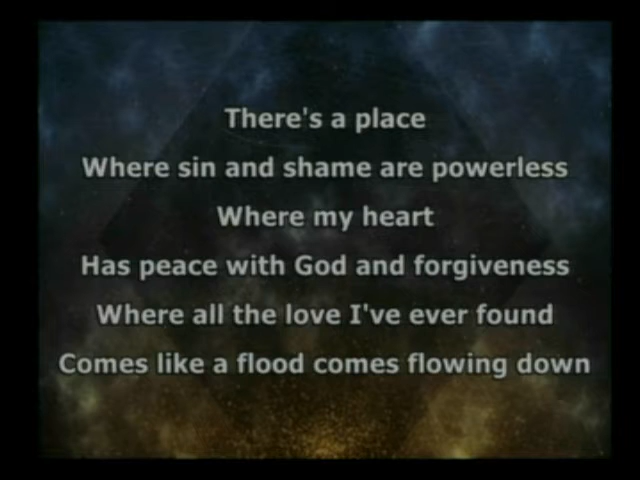 There's a place
Where sin and shame are powerless
Where my heart
Has peace with God and forgiveness
Where all the love I've ever found
Comes like a flood comes flowing down